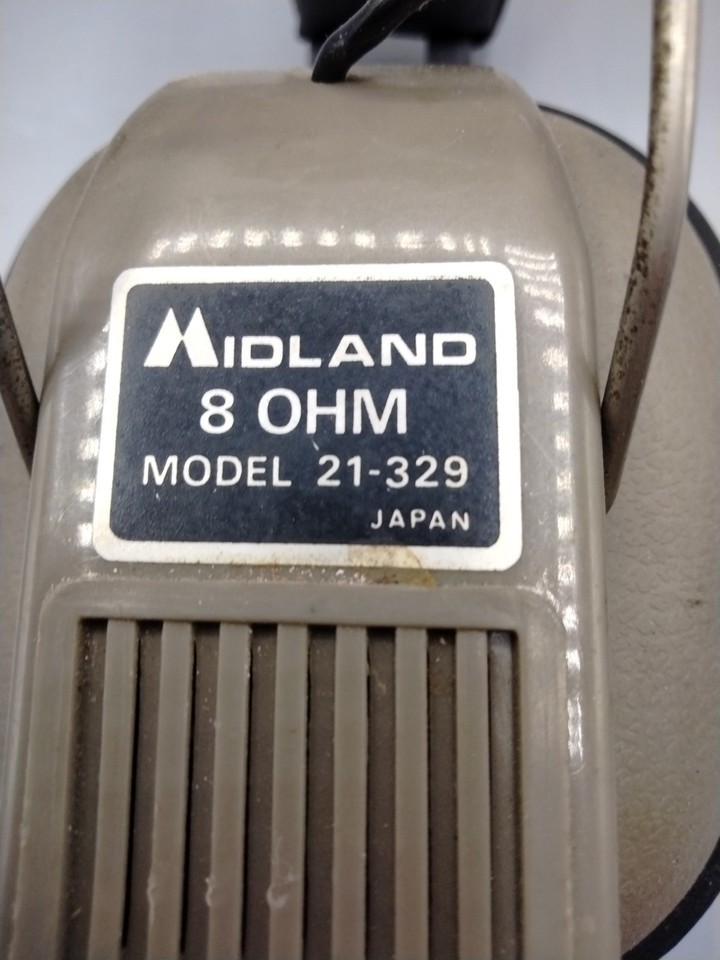 MIDLAND
8 OHM
MODEL 21-329
JAPAN